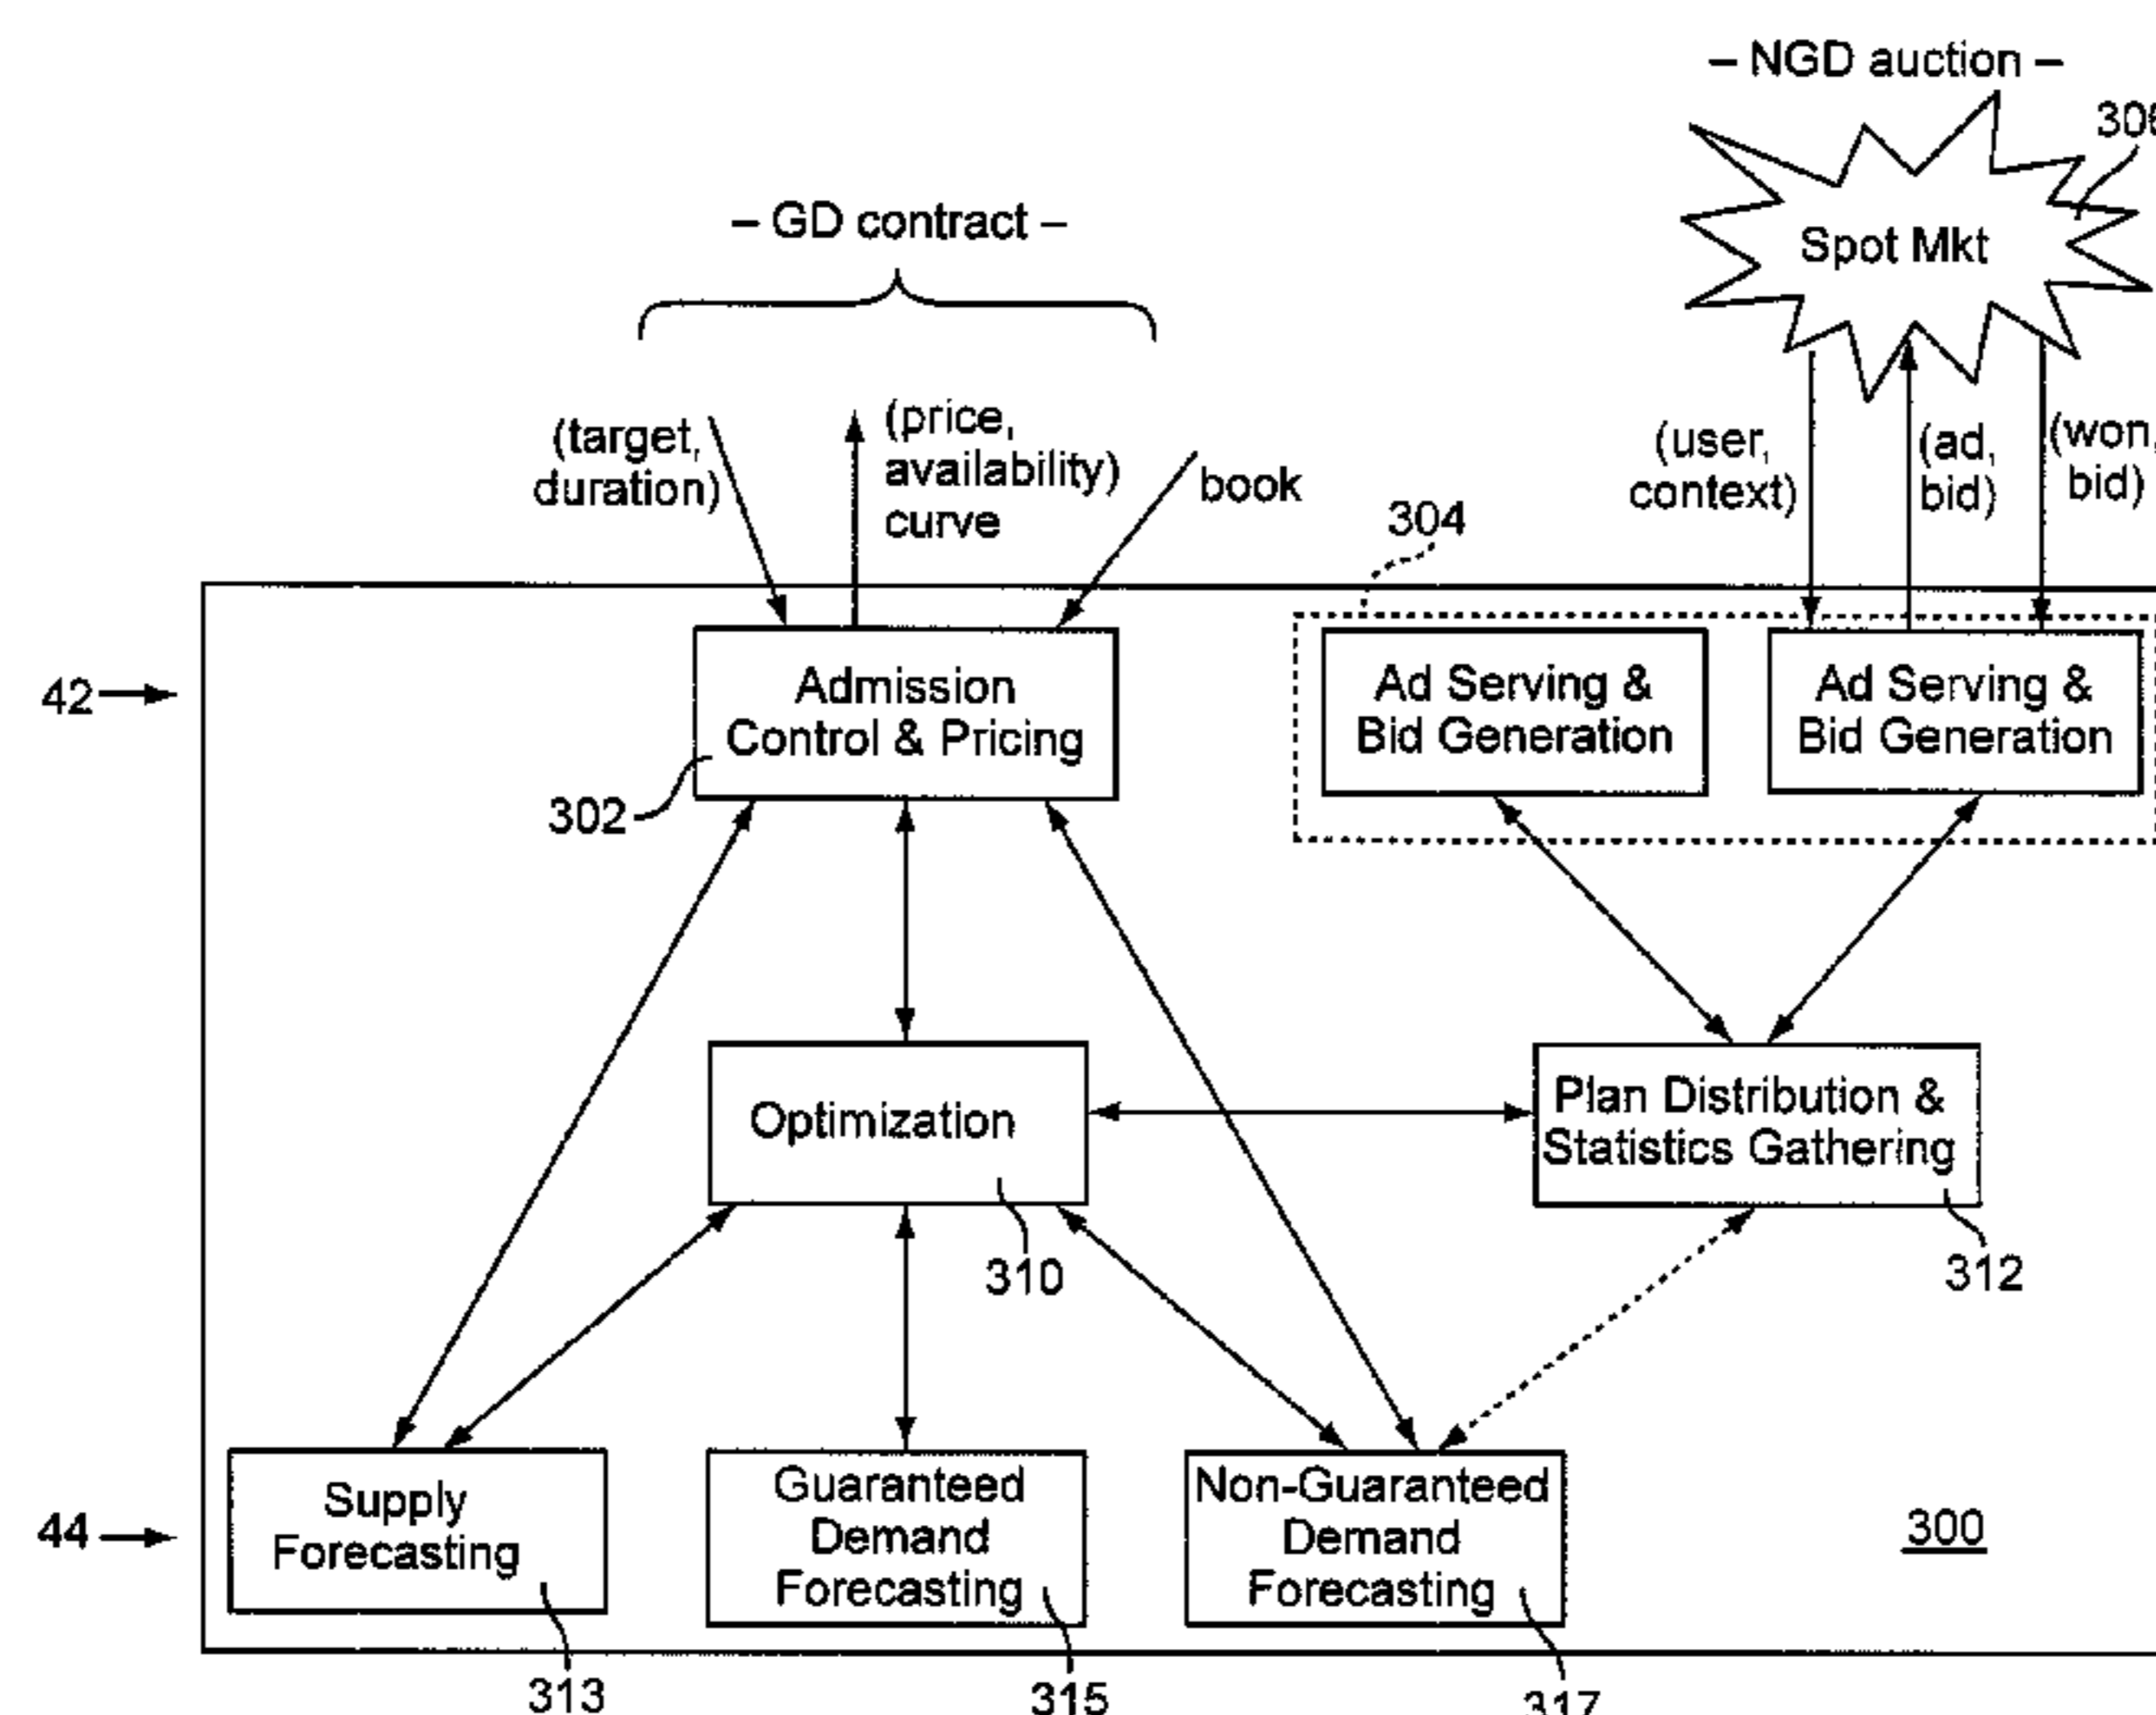 – NGD auction –
306
Spot Mkt
– GD contract –
(target,
duration)
(price,
availability)
curve
book
(user,
context)
(ad,
bid)
(won,
bid)
304
42
Admission
Control & Pricing
302
Ad Serving &
Bid Generation
Ad Serving &
Bid Generation
Optimization
310
Plan Distribution &
Statistics Gathering
312
44
Supply
Forecasting
313
Guaranteed
Demand
Forecasting
315
Non-Guaranteed
Demand
Forecasting
317
300